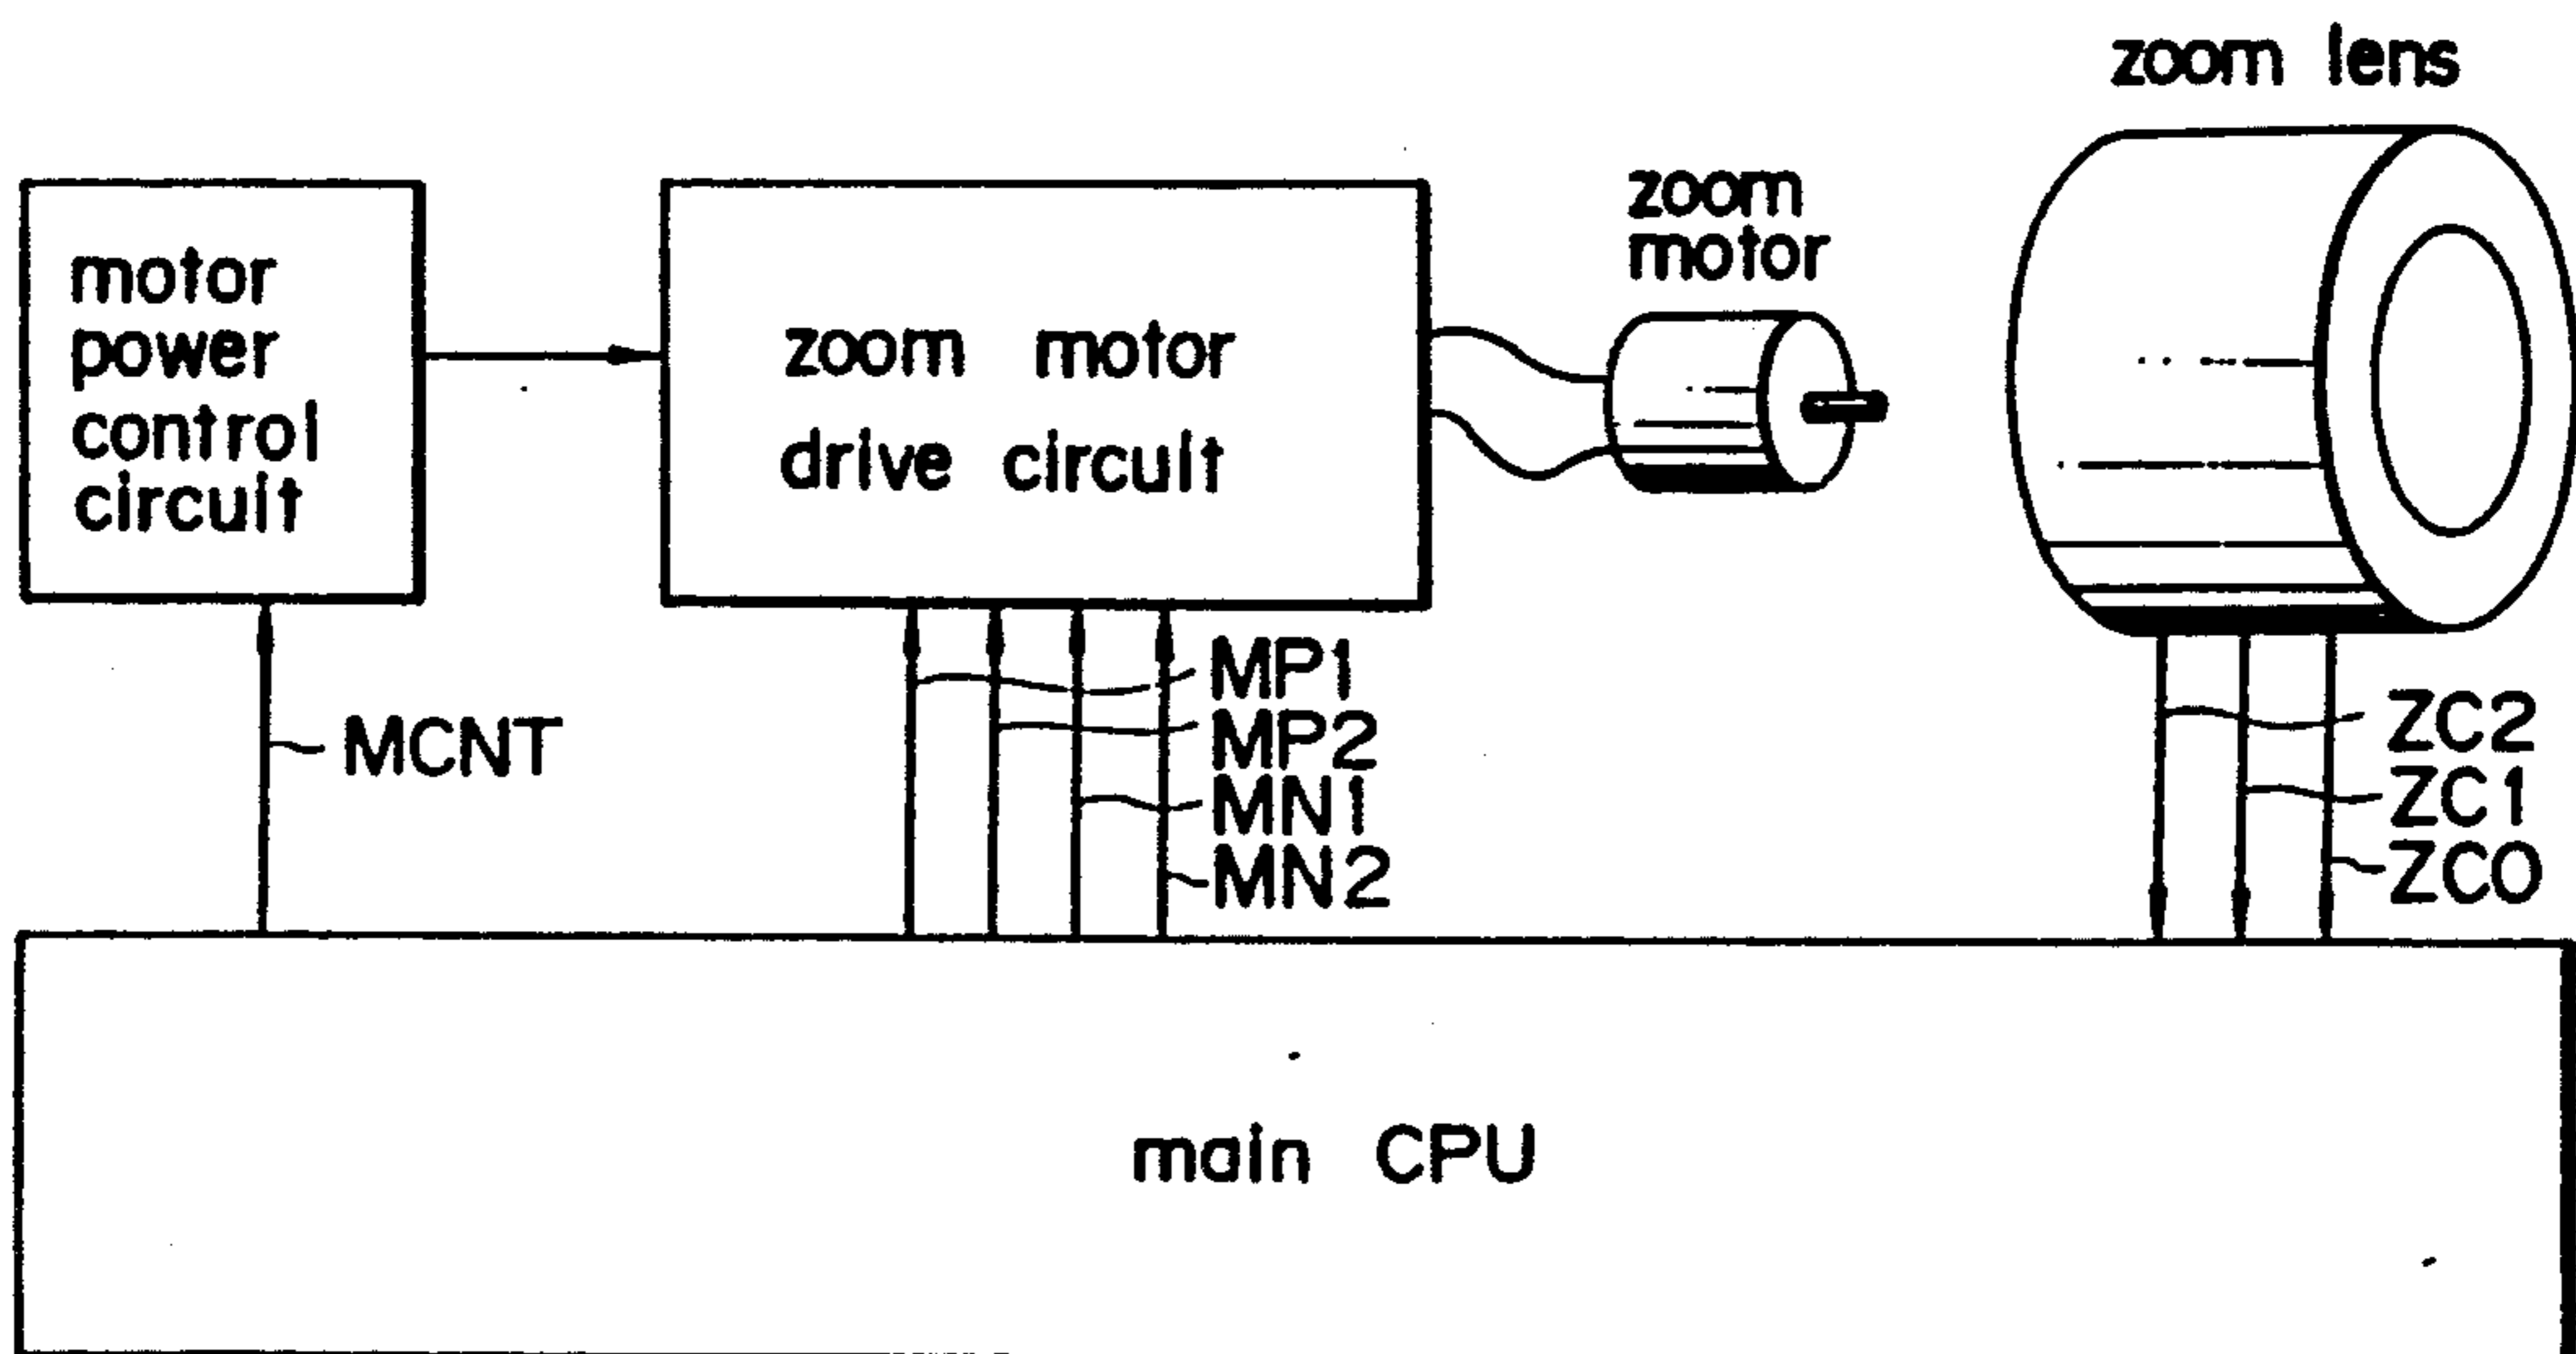 zoom lens
zoom
motor
motor
power
control
circuit
zoom motor
drive circuit
MCNT
MP1
MP2
MN1
MN2
ZC2
ZC1
ZC0
main CPU